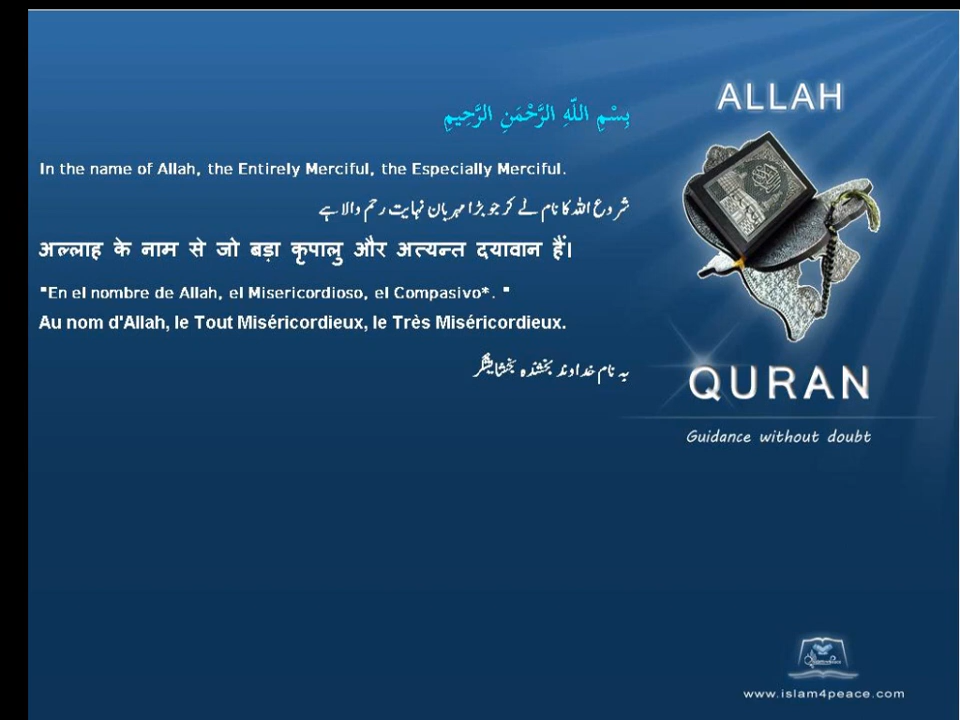 بِسْمِ اللَّهِ الرَّحْمَنِ الرَّحِيمِ
In the name of Allah, the Entirely Merciful, the Especially Merciful.
شروع الله کا نام لے کر جو بڑا مہربان نہایت رحم والا ہے
अल्लाह के नाम से जो बड़ा कृपालु और अत्यन्त दयावान हैं।
"En el nombre de Allah, el Misericordioso, el Compasivo*. "
Au nom d'Allah, le Tout Miséricordieux, le Très Miséricordieux.
به نام خداوند بخشنده بخشایشگر
ALLAH
QURAN
Guidance without doubt
www.islam4peace.com